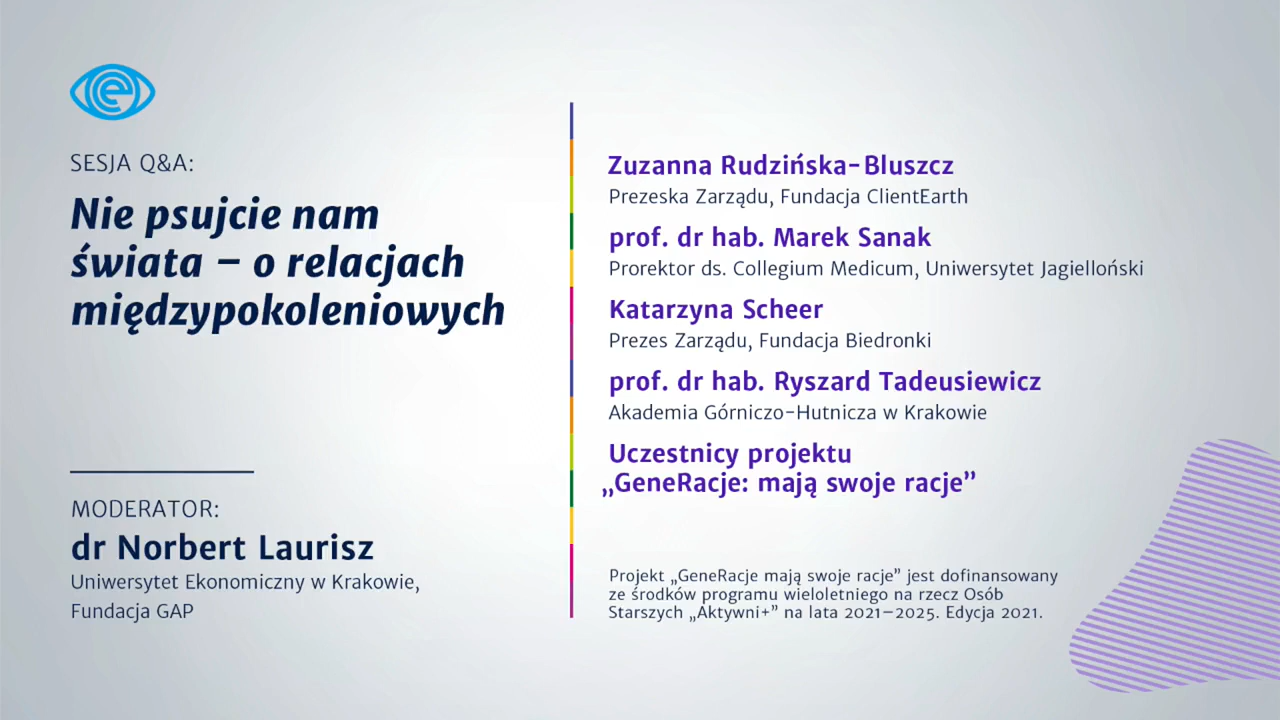 SESJA Q&A:
Nie psujcie nam
świata – o relacjach
międzypokoleniowych
MODERATOR:
dr Norbert Laurisz
Uniwersytet Ekonomiczny w Krakowie,
Fundacja GAP
Zuzanna Rudzińska-Bluszcz
Prezeska Zarządu, Fundacja ClientEarth
prof. dr hab. Marek Sanak
Prorektor ds. Collegium Medicum, Uniwersytet Jagielloński
Katarzyna Scheer
Prezes Zarządu, Fundacja Biedronki
prof. dr hab. Ryszard Tadeusiewicz
Akademia Górniczo-Hutnicza w Krakowie
Uczestnicy projektu
„GeneRacje: mają swoje racje”
Projekt „GeneRacje mają swoje racje” jest dofinansowany
ze środków programu wieloletniego na rzecz Osób
Starszych „Aktywni+” na lata 2021–2025. Edycja 2021.